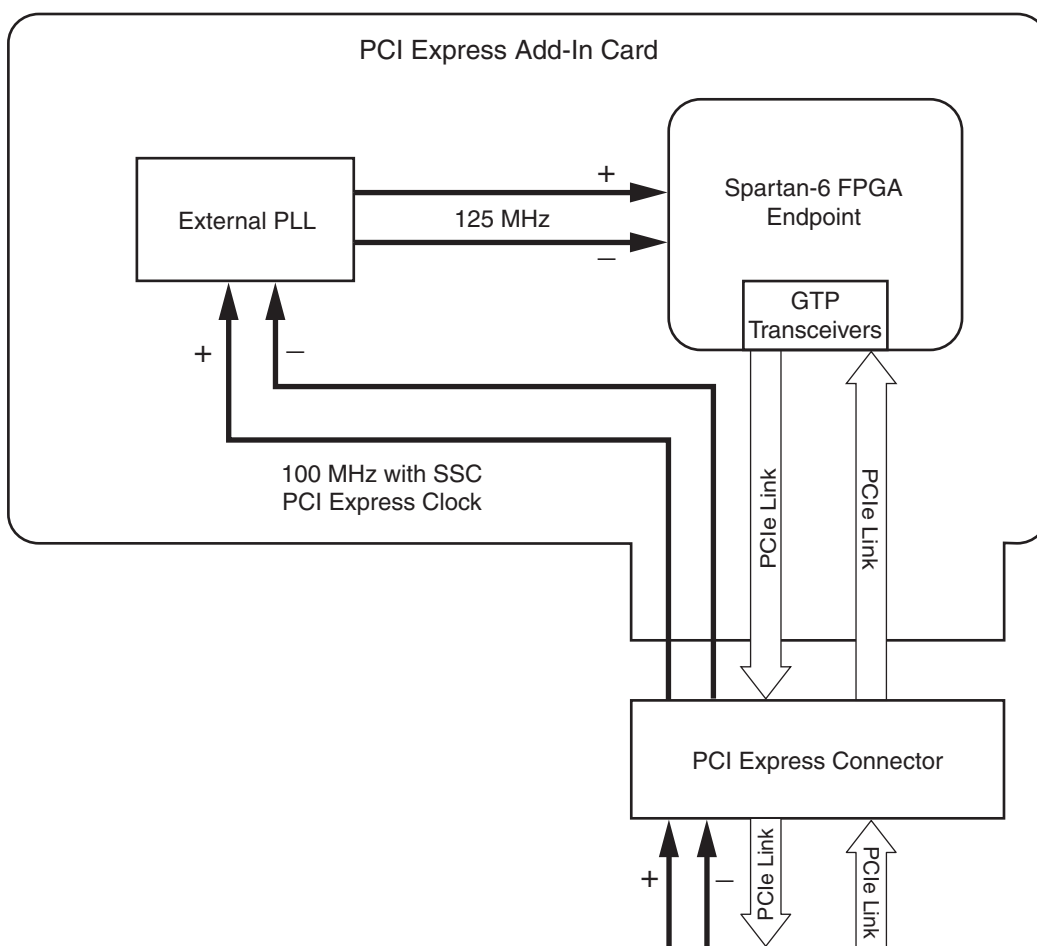 PCI Express Add-In Card
External PLL
+
125 MHz
–
Spartan-6 FPGA
Endpoint
GTP
Transceivers
+
–
100 MHz with SSC
PCI Express Clock
PCIe Link
PCIe Link
PCI Express Connector
+
–
PCIe Link
PCIe Link